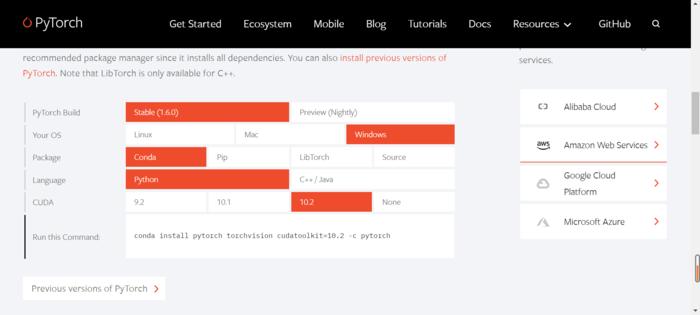 PyTorch
Get Started Ecosystem Mobile Blog Tutorials Docs Resources GitHub
recommended package manager since it installs all dependencies. You can also install previous versions of
PyTorch. Note that LibTorch is only available for C++.
services.
PyTorch Build Stable (1.6.0) Preview (Nightly)
Your OS Linux Mac Windows
Package Conda Pip LibTorch Source
Language Python C++ / Java
CUDA 9.2 10.1 10.2 None
Run this Command: conda install pytorch torchvision cudatoolkit=10.2 -c pytorch
Previous versions of PyTorch
Alibaba Cloud
aws Amazon Web Services
Google Cloud
Platform
Microsoft Azure